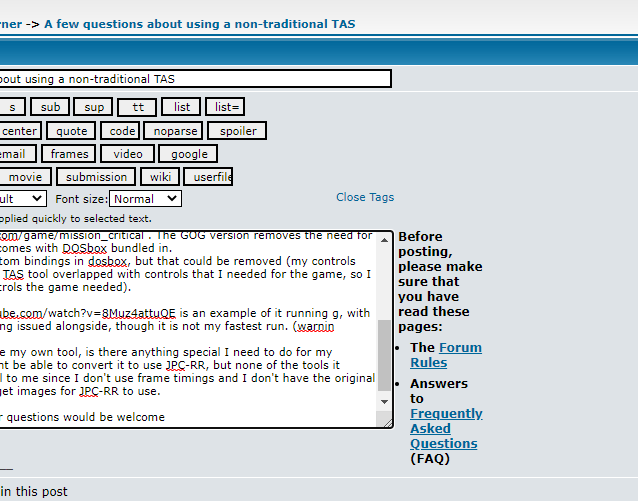 rner -> A few questions about using a non-traditional TAS
bout using a non-traditional TAS
s sub sup tt list list=
center quote code noparse spoiler
email frames video google
movie submission wiki userfile
ult Font size: Normal Close Tags
pplied quickly to selected text.
om/game/mission_critical . The GOG version removes the need for
comes with DOSbox bundled in.
tom bindings in dosbox, but that could be removed (my controls
TAS tool overlapped with controls that I needed for the game, so I
trols the game needed).
ube.com/watch?v=8Muz4attuQE is an example of it running g, with
ng issued alongside, though it is not my fastest run. (warnin
e my own tool, is there anything special I need to do for my
nt be able to convert it to use JPC-RR, but none of the tools it
l to me since I don't use frame timings and I don't have the original
get images for JPC-RR to use.
r questions would be welcome
Before
posting,
please make
sure that
you have
read these
pages:
• The Forum
Rules
• Answers
to
Frequently
Asked
Questions
(FAQ)
in this post